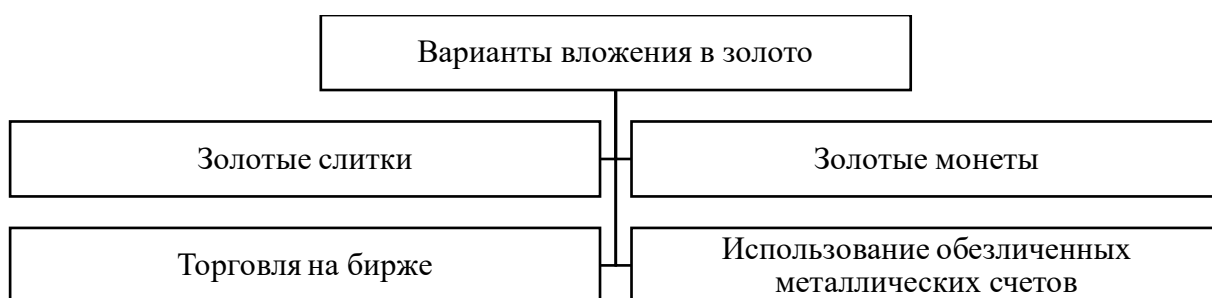 Варианты вложения в золото
Золотые слитки
Золотые монеты
Торговля на бирже
Использование обезличенных
металлических счетов